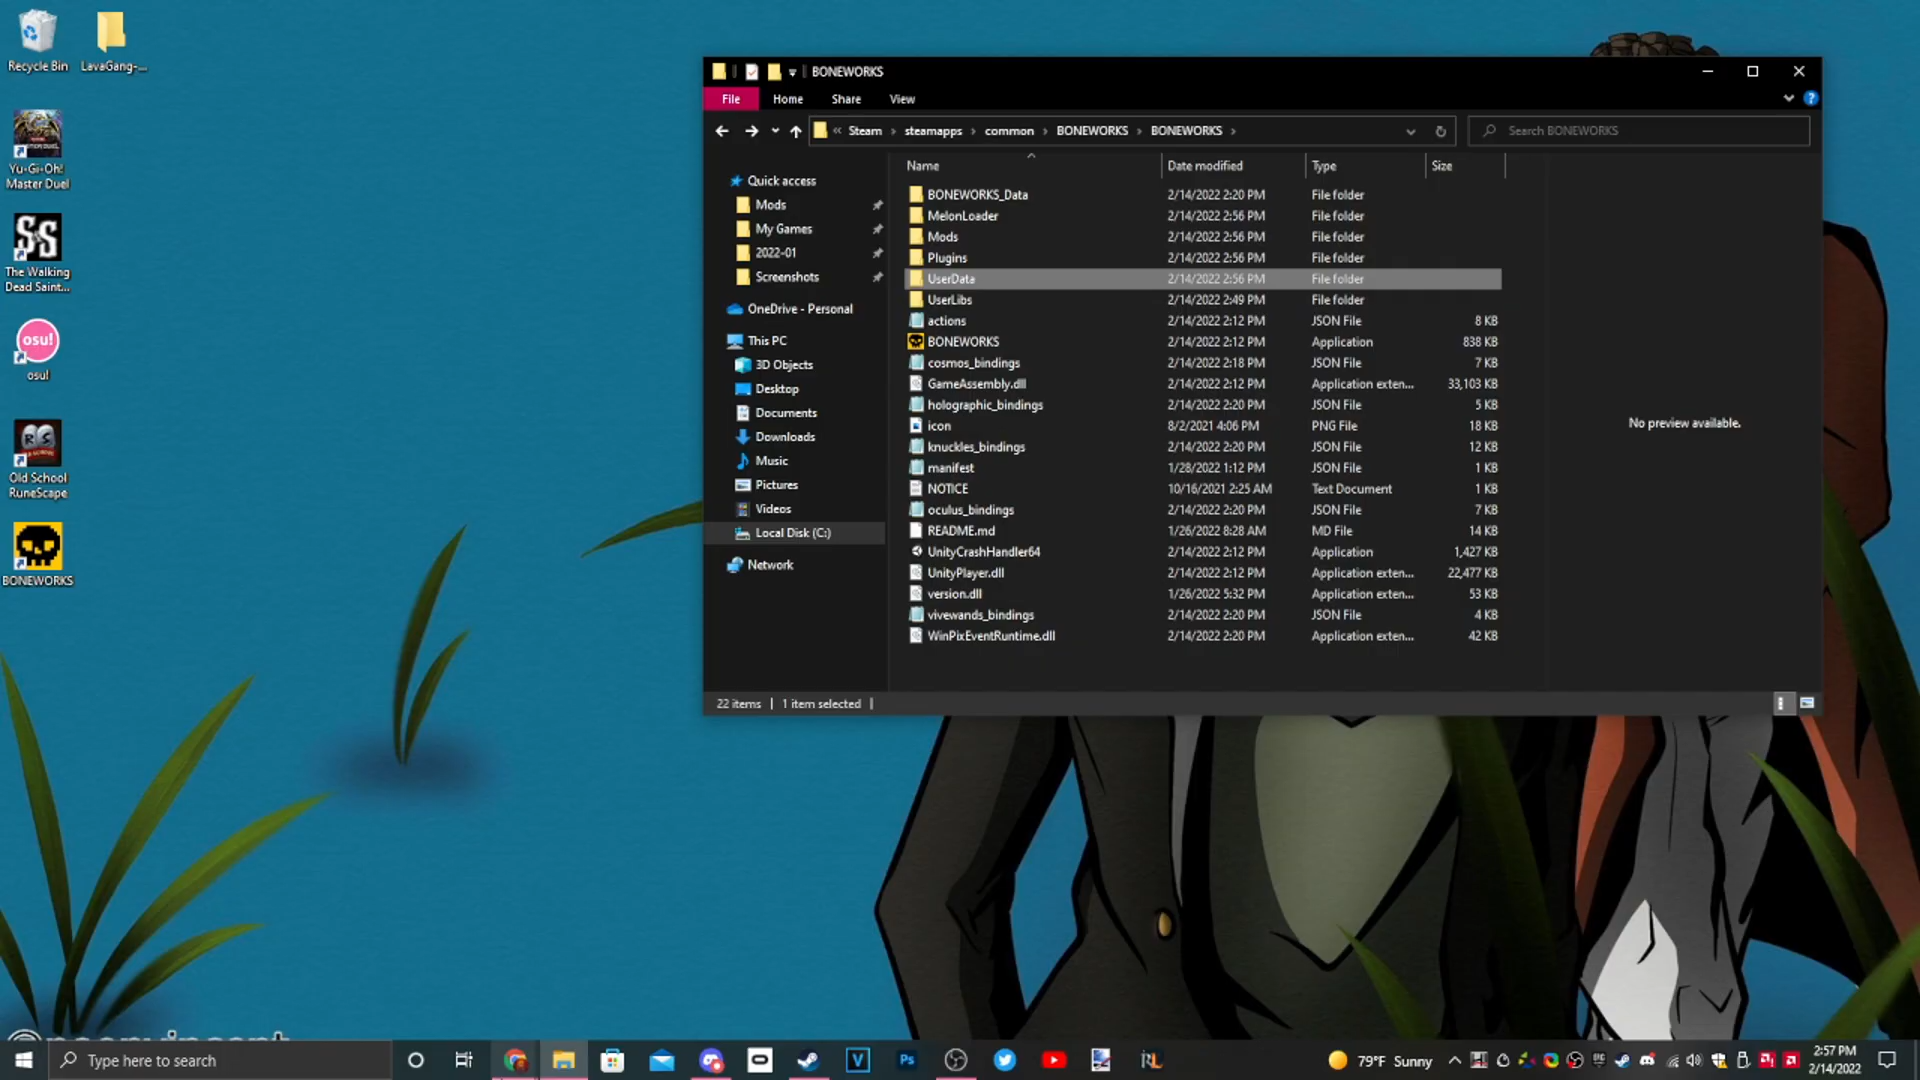 Recycle Bin
LavaGang-...
Yu-Gi-Oh!
Master Duel
SS
The Walking
Dead Saint...
osu!
osu!
RS
Old School
RuneScape
BONEWORKS
BONEWORKS
File
Home
Share
View
?
«
Steam
steamapps
common
BONEWORKS
BONEWORKS
Search BONEWORKS
Quick access
Mods
My Games
2022-01
Screenshots
OneDrive - Personal
This PC
3D Objects
Desktop
Documents
Downloads
Music
Pictures
Videos
Local Disk (C:)
Network
Name Date modified Type Size
BONEWORKS_Data 2/14/2022 2:20 PM File folder
MelonLoader 2/14/2022 2:56 PM File folder
Mods 2/14/2022 2:56 PM File folder
Plugins 2/14/2022 2:56 PM File folder
UserData 2/14/2022 2:56 PM File folder
UserLibs 2/14/2022 2:49 PM File folder
actions 2/14/2022 2:12 PM JSON File 8 KB
BONEWORKS 2/14/2022 2:12 PM Application 838 KB
cosmos_bindings 2/14/2022 2:18 PM JSON File 7 KB
GameAssembly.dll 2/14/2022 2:12 PM Application exten... 33,103 KB
holographic_bindings 2/14/2022 2:20 PM JSON File 5 KB
icon 8/2/2021 4:06 PM PNG File 18 KB
knuckles_bindings 2/14/2022 2:20 PM JSON File 12 KB
manifest 1/28/2022 1:12 PM JSON File 1 KB
NOTICE 10/16/2021 2:25 AM Text Document 1 KB
oculus_bindings 2/14/2022 2:20 PM JSON File 7 KB
README.md 1/26/2022 8:28 AM MD File 14 KB
UnityCrashHandler64 2/14/2022 2:12 PM Application 1,427 KB
UnityPlayer.dll 2/14/2022 2:12 PM Application exten... 22,477 KB
version.dll 1/26/2022 5:32 PM Application exten... 53 KB
vivewands_bindings 2/14/2022 2:20 PM JSON File 4 KB
WinPixEventRuntime.dll 2/14/2022 2:20 PM Application exten... 42 KB
No preview available.
22 items
1 item selected
Type here to search
V
Ps
RL
79°F Sunny
2:57 PM
2/14/2022